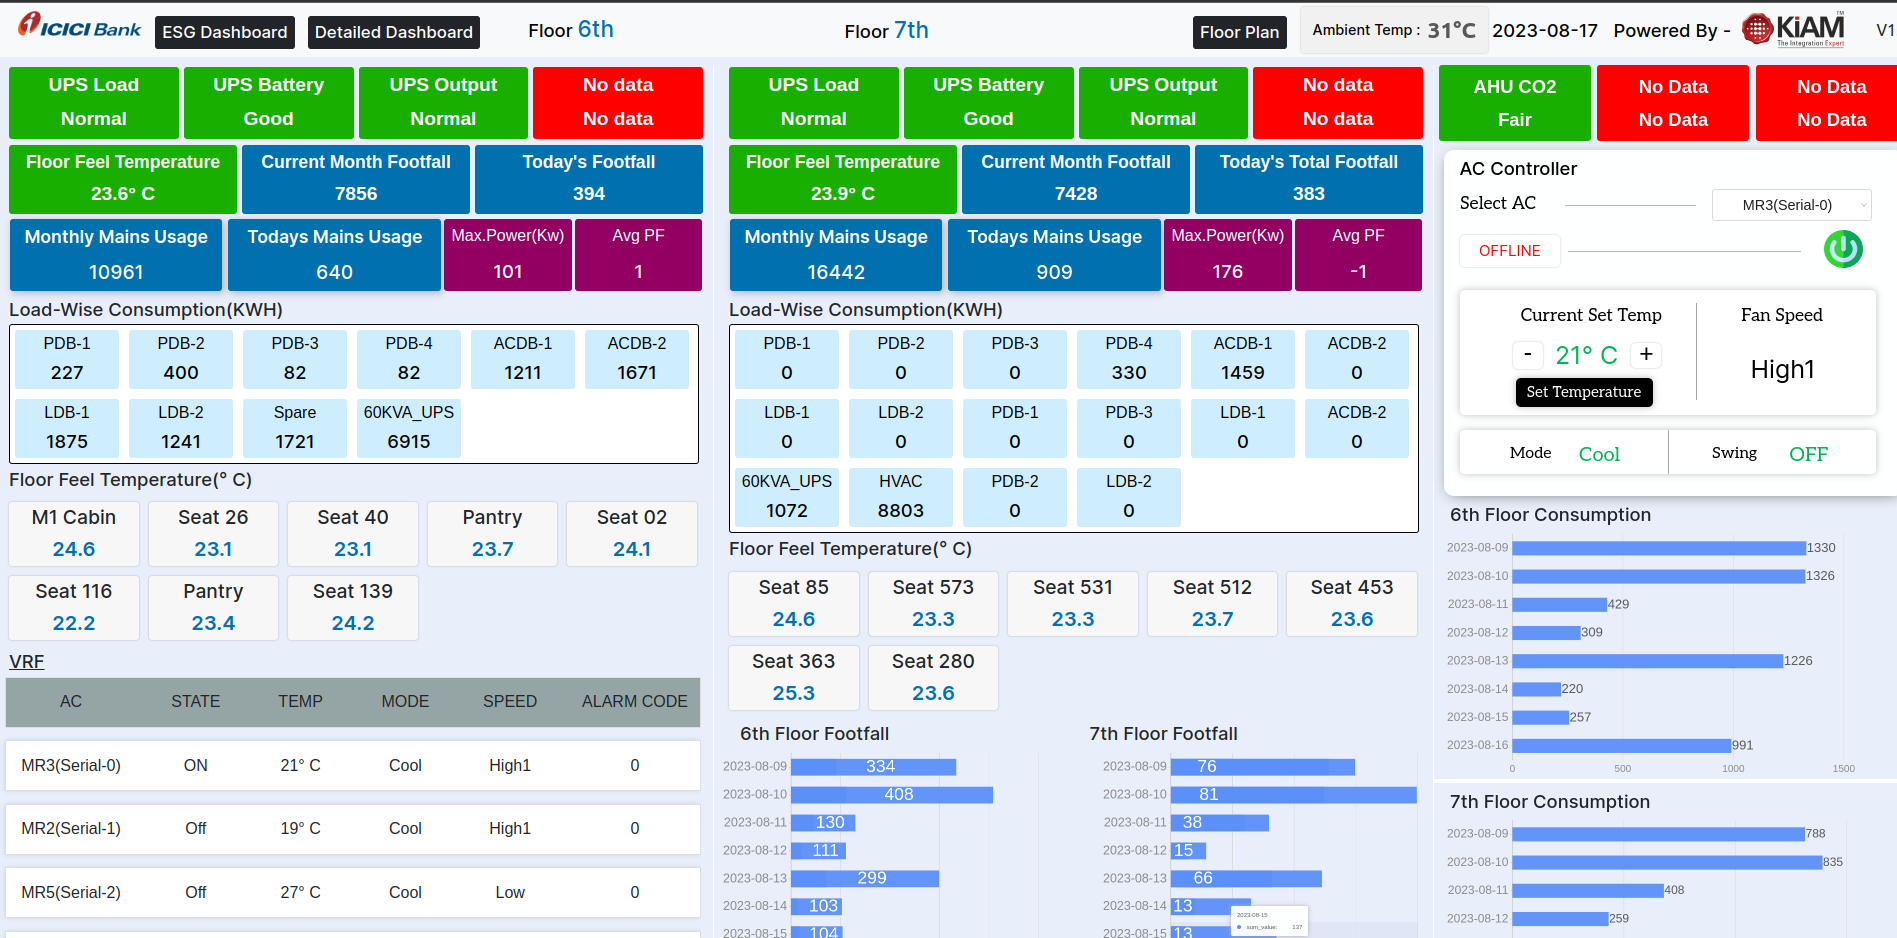 ICICI Bank
ESG Dashboard
Detailed Dashboard
Floor 6th
Floor 7th
Floor Plan
Ambient Temp : 31°C
2023-08-17
Powered By -
KiAM
The Integration Expert
V1
UPS Load
Normal
UPS Battery
Good
UPS Output
Normal
No data
No data
Floor Feel Temperature
23.6° C
Current Month Footfall
7856
Today's Footfall
394
Monthly Mains Usage
10961
Todays Mains Usage
640
Max.Power(Kw)
101
Avg PF
1
Load-Wise Consumption(KWH)
PDB-1
227
PDB-2
400
PDB-3
82
PDB-4
82
ACDB-1
1211
ACDB-2
1671
LDB-1
1875
LDB-2
1241
Spare
1721
60KVA_UPS
6915
Floor Feel Temperature(° C)
M1 Cabin
24.6
Seat 26
23.1
Seat 40
23.1
Pantry
23.7
Seat 02
24.1
Seat 116
22.2
Pantry
23.4
Seat 139
24.2
VRF
AC STATE TEMP MODE SPEED ALARM CODE
MR3(Serial-0) ON 21° C Cool High1 0
MR2(Serial-1) Off 19° C Cool High1 0
MR5(Serial-2) Off 27° C Cool Low 0
UPS Load
Normal
UPS Battery
Good
UPS Output
Normal
No data
No data
Floor Feel Temperature
23.9° C
Current Month Footfall
7428
Today's Total Footfall
383
Monthly Mains Usage
16442
Todays Mains Usage
909
Max.Power(Kw)
176
Avg PF
-1
Load-Wise Consumption(KWH)
PDB-1
0
PDB-2
0
PDB-3
0
PDB-4
330
ACDB-1
1459
ACDB-2
0
LDB-1
0
LDB-2
0
PDB-1
0
PDB-3
0
LDB-1
0
ACDB-2
0
60KVA_UPS
1072
HVAC
8803
PDB-2
0
LDB-2
0
Floor Feel Temperature(° C)
Seat 85
24.6
Seat 573
23.3
Seat 531
23.3
Seat 512
23.7
Seat 453
23.6
Seat 363
25.3
Seat 280
23.6
6th Floor Footfall
2023-08-09 334
2023-08-10 408
2023-08-11 130
2023-08-12 111
2023-08-13 299
2023-08-14 103
2023-08-15 104
7th Floor Footfall
2023-08-09 76
2023-08-10 81
2023-08-11 38
2023-08-12 15
2023-08-13 66
2023-08-14 13
2023-08-15 13
2023-08-15
sum_value: 137
AHU CO2
Fair
No Data
No Data
No Data
No Data
AC Controller
Select AC
MR3(Serial-0)
OFFLINE
Current Set Temp
- 21° C +
Set Temperature
Fan Speed
High1
Mode Cool
Swing OFF
6th Floor Consumption
2023-08-09 1330
2023-08-10 1326
2023-08-11 429
2023-08-12 309
2023-08-13 1226
2023-08-14 220
2023-08-15 257
2023-08-16 991
0 500 1000 1500
7th Floor Consumption
2023-08-09 788
2023-08-10 835
2023-08-11 408
2023-08-12 259